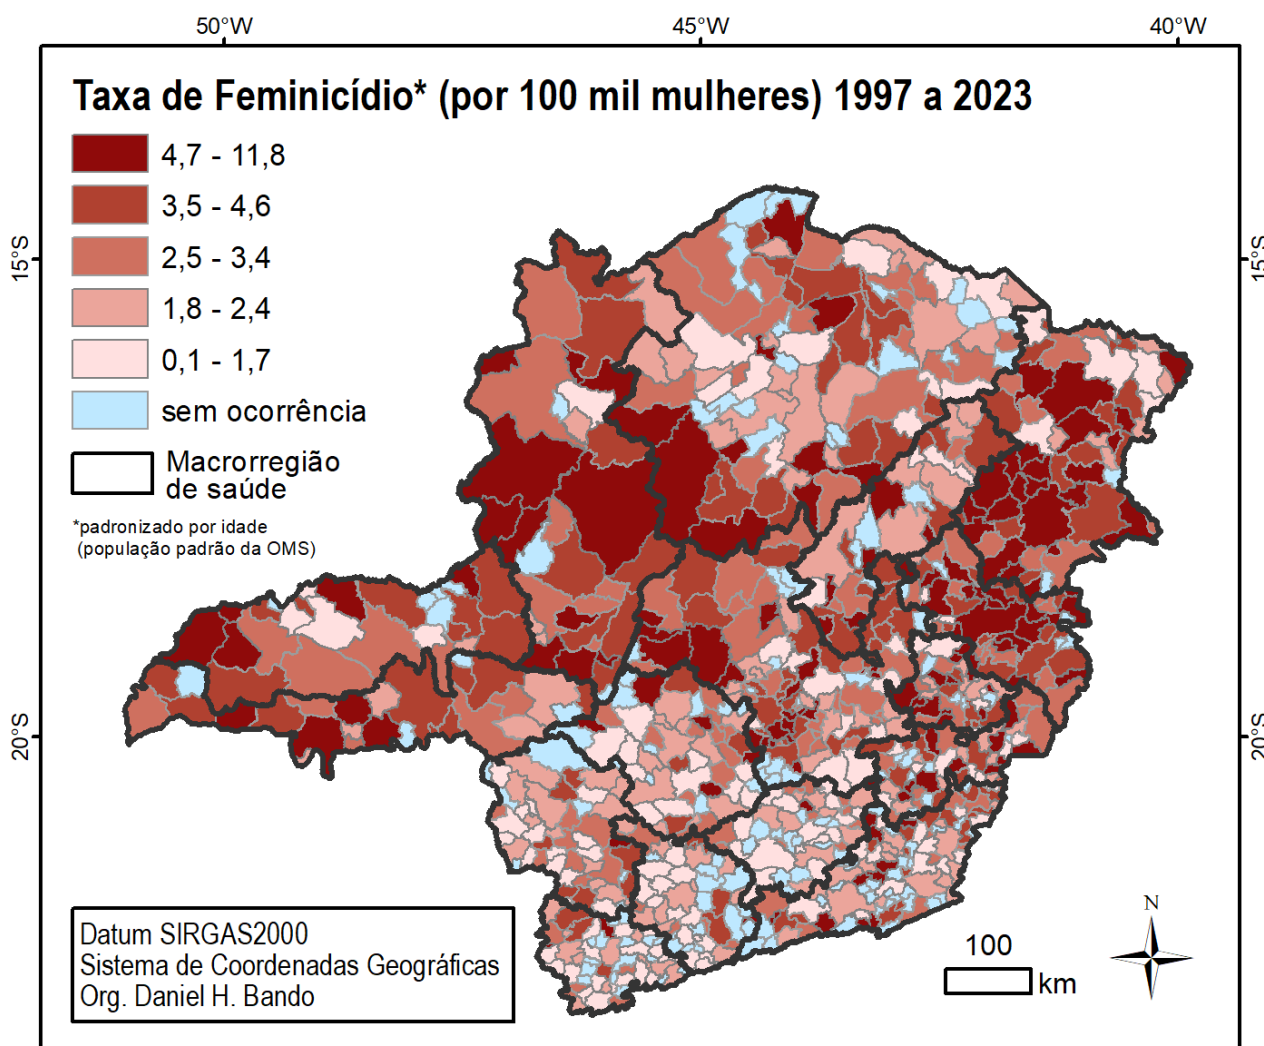 50°W
45°W
40°W
Taxa de Feminicídio* (por 100 mil mulheres) 1997 a 2023
4,7 - 11,8
3,5 - 4,6
2,5 - 3,4
1,8 - 2,4
0,1 - 1,7
sem ocorrência
Macrorregião
de saúde
*padronizado por idade
(população padrão da OMS)
15°S
15°S
20°S
20°S
Datum SIRGAS2000
Sistema de Coordenadas Geográficas
Org. Daniel H. Bando
100
km
N